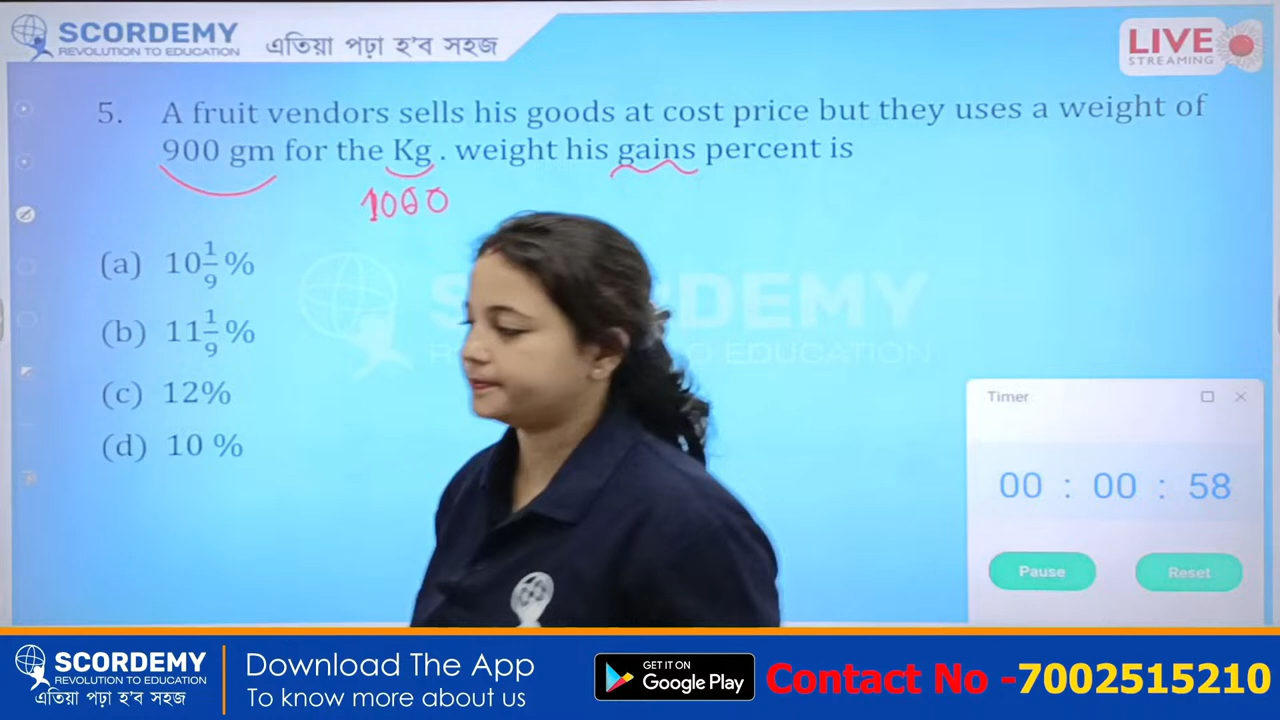 SCORDEMY
REVOLUTION TO EDUCATION
এতিয়া পঢ়া হ'ব সহজ
LIVE
STREAMING
5. A fruit vendors sells his goods at cost price but they uses a weight of
900 gm for the Kg . weight his gains percent is
1000
(a) 10 1/9 %
(b) 11 1/9 %
(c) 12%
(d) 10 %
Timer
00 : 00 : 58
Pause
Reset
SCORDEMY
REVOLUTION TO EDUCATION
এতিয়া পঢ়া হ'ব সহজ
Download The App
To know more about us
GET IT ON
Google Play
Contact No -7002515210